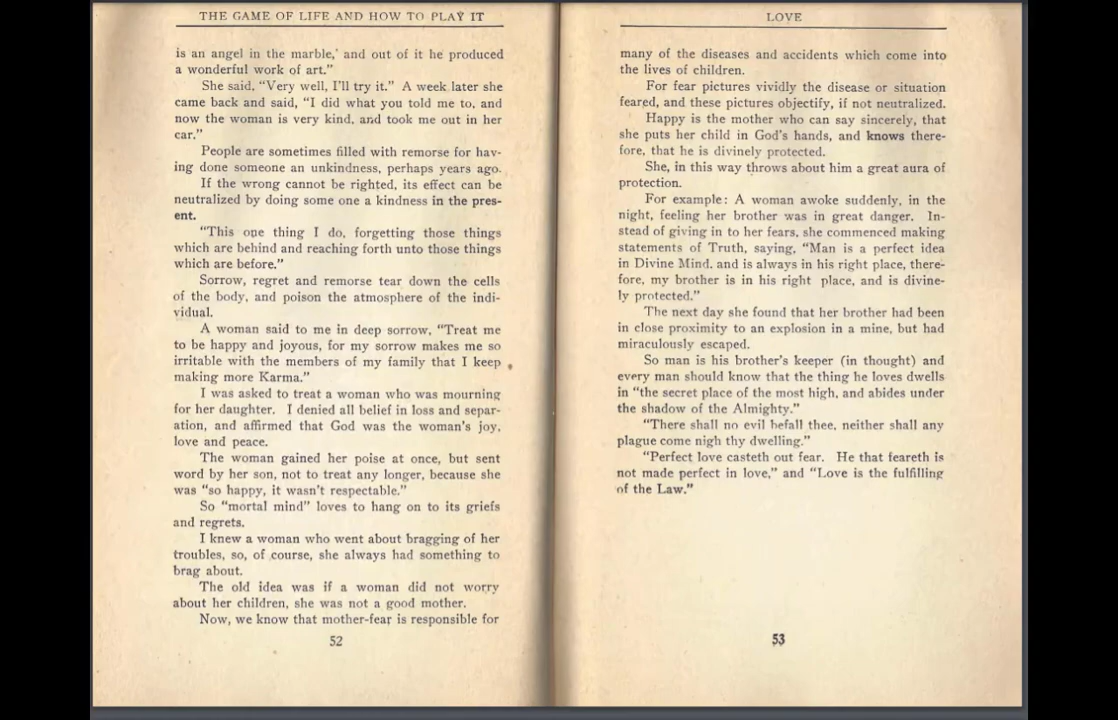 THE GAME OF LIFE AND HOW TO PLAY IT
is an angel in the marble,' and out of it he produced
a wonderful work of art."
She said, "Very well, I'll try it." A week later she
came back and said, "I did what you told me to, and
now the woman is very kind, and took me out in her
car."
People are sometimes filled with remorse for hav-
ing done someone an unkindness, perhaps years ago.
If the wrong cannot be righted, its effect can be
neutralized by doing some one a kindness in the pres-
ent.
"This one thing I do, forgetting those things
which are behind and reaching forth unto those things
which are before."
Sorrow, regret and remorse tear down the cells
of the body, and poison the atmosphere of the indi-
vidual.
A woman said to me in deep sorrow, "Treat me
to be happy and joyous, for my sorrow makes me so
irritable with the members of my family that I keep
making more Karma."
I was asked to treat a woman who was mourning
for her daughter. I denied all belief in loss and separ-
ation, and affirmed that God was the woman's joy,
love and peace.
The woman gained her poise at once, but sent
word by her son, not to treat any longer, because she
was "so happy, it wasn't respectable."
So "mortal mind" loves to hang on to its griefs
and regrets.
I knew a woman who went about bragging of her
troubles, so, of course, she always had something to
brag about.
The old idea was if a woman did not worry
about her children, she was not a good mother.
Now, we know that mother-fear is responsible for
52
LOVE
many of the diseases and accidents which come into
the lives of children.
For fear pictures vividly the disease or situation
feared, and these pictures objectify, if not neutralized.
Happy is the mother who can say sincerely, that
she puts her child in God's hands, and knows there-
fore, that he is divinely protected.
She, in this way throws about him a great aura of
protection.
For example: A woman awoke suddenly, in the
night, feeling her brother was in great danger. In-
stead of giving in to her fears, she commenced making
statements of Truth, saying, "Man is a perfect idea
in Divine Mind, and is always in his right place, there-
fore, my brother is in his right place, and is divine-
ly protected."
The next day she found that her brother had been
in close proximity to an explosion in a mine, but had
miraculously escaped.
So man is his brother's keeper (in thought) and
every man should know that the thing he loves dwells
in "the secret place of the most high, and abides under
the shadow of the Almighty."
"There shall no evil befall thee, neither shall any
plague come nigh thy dwelling."
"Perfect love casteth out fear. He that feareth is
not made perfect in love," and "Love is the fulfilling
of the Law."
53